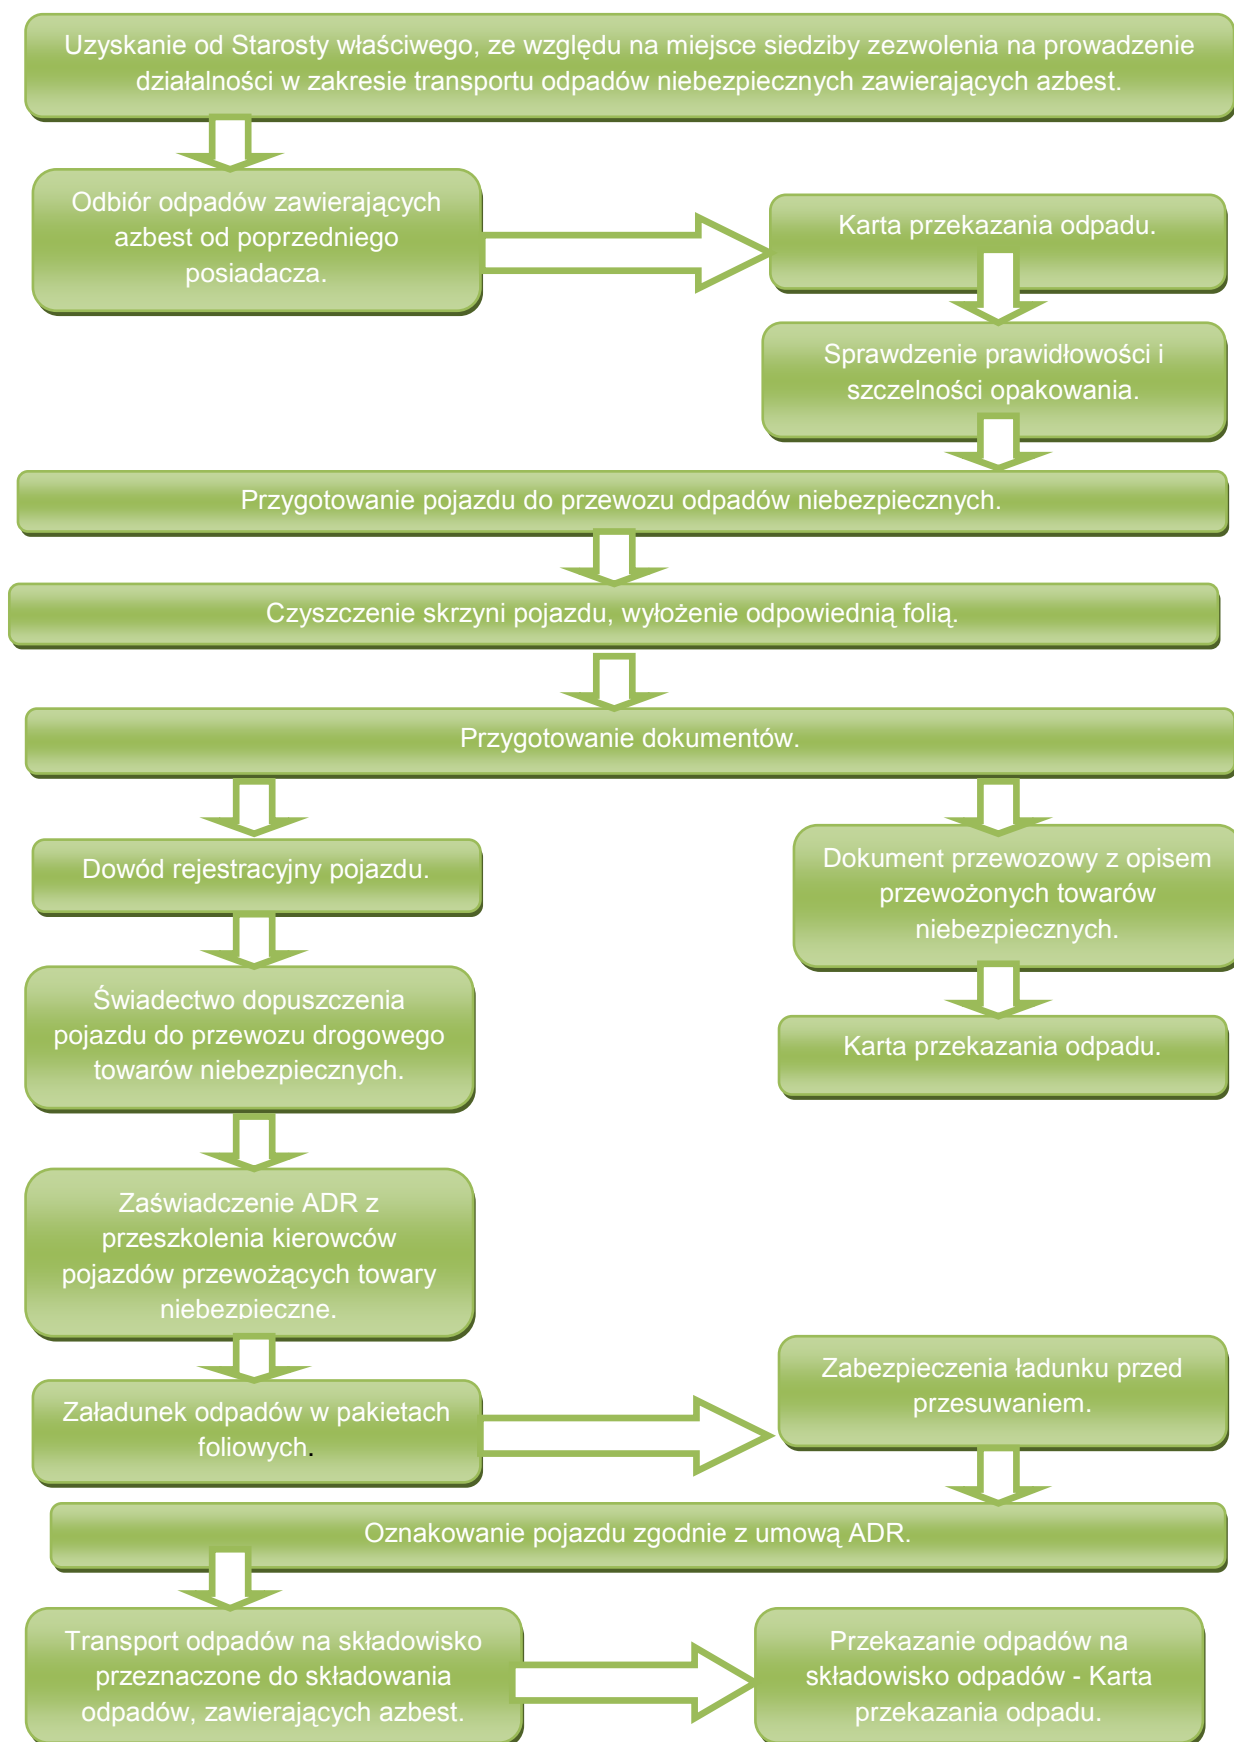 Uzyskanie od Starosty właściwego, ze względu na miejsce siedziby zezwolenia na prowadzenie
działalności w zakresie transportu odpadów niebezpiecznych zawierających azbest.
Odbiór odpadów zawierających
azbest od poprzedniego
posiadacza.
Karta przekazania odpadu.
Sprawdzenie prawidłowości i
szczelności opakowania.
Przygotowanie pojazdu do przewozu odpadów niebezpiecznych.
Czyszczenie skrzyni pojazdu, wyłożenie odpowiednią folią.
Przygotowanie dokumentów.
Dowód rejestracyjny pojazdu.
Świadectwo dopuszczenia
pojazdu do przewozu drogowego
towarów niebezpiecznych.
Zaświadczenie ADR z
przeszkolenia kierowców
pojazdów przewożących towary
niebezpieczne.
Dokument przewozowy z opisem
przewożonych towarów
niebezpiecznych.
Karta przekazania odpadu.
Załadunek odpadów w pakietach
foliowych.
Zabezpieczenia ładunku przed
przesuwaniem.
Oznakowanie pojazdu zgodnie z umową ADR.
Transport odpadów na składowisko
przeznaczone do składowania
odpadów, zawierających azbest.
Przekazanie odpadów na
składowisko odpadów - Karta
przekazania odpadu.